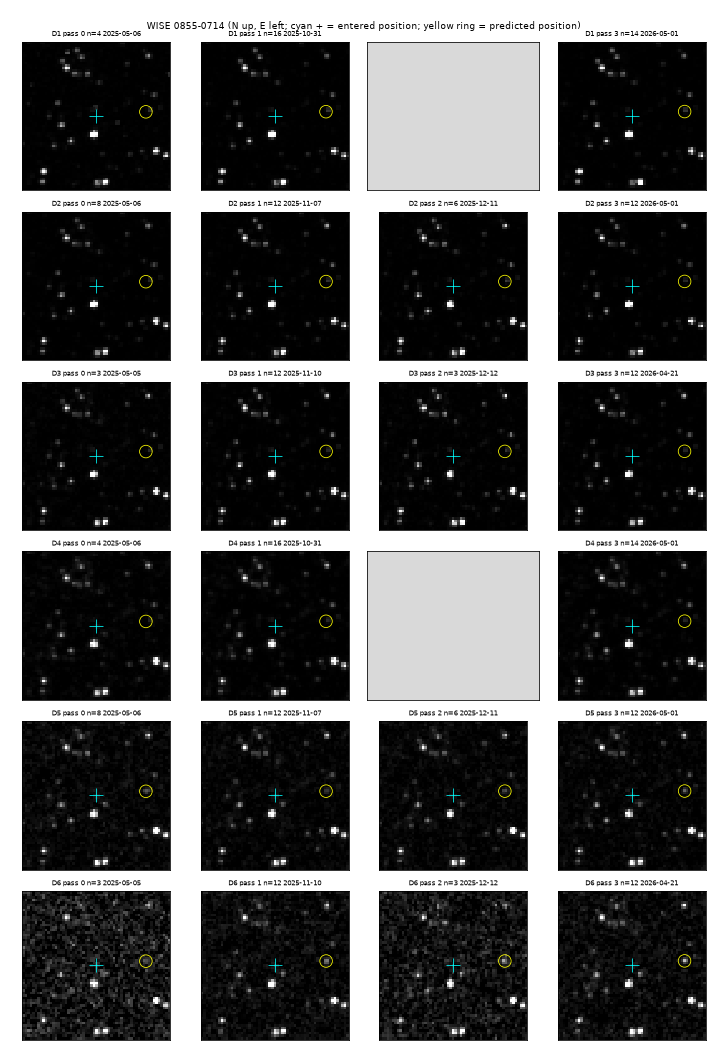 WISE 0855-0714 (N up, E left; cyan + = entered position; yellow ring = predicted position)
D1 pass 0 n=4 2025-05-06
D1 pass 1 n=16 2025-10-31
D1 pass 3 n=14 2026-05-01
D2 pass 0 n=8 2025-05-06
D2 pass 1 n=12 2025-11-07
D2 pass 2 n=6 2025-12-11
D2 pass 3 n=12 2026-05-01
D3 pass 0 n=3 2025-05-05
D3 pass 1 n=12 2025-11-10
D3 pass 2 n=3 2025-12-12
D3 pass 3 n=12 2026-04-21
D4 pass 0 n=4 2025-05-06
D4 pass 1 n=16 2025-10-31
D4 pass 3 n=14 2026-05-01
D5 pass 0 n=8 2025-05-06
D5 pass 1 n=12 2025-11-07
D5 pass 2 n=6 2025-12-11
D5 pass 3 n=12 2026-05-01
D6 pass 0 n=3 2025-05-05
D6 pass 1 n=12 2025-11-10
D6 pass 2 n=3 2025-12-12
D6 pass 3 n=12 2026-04-21